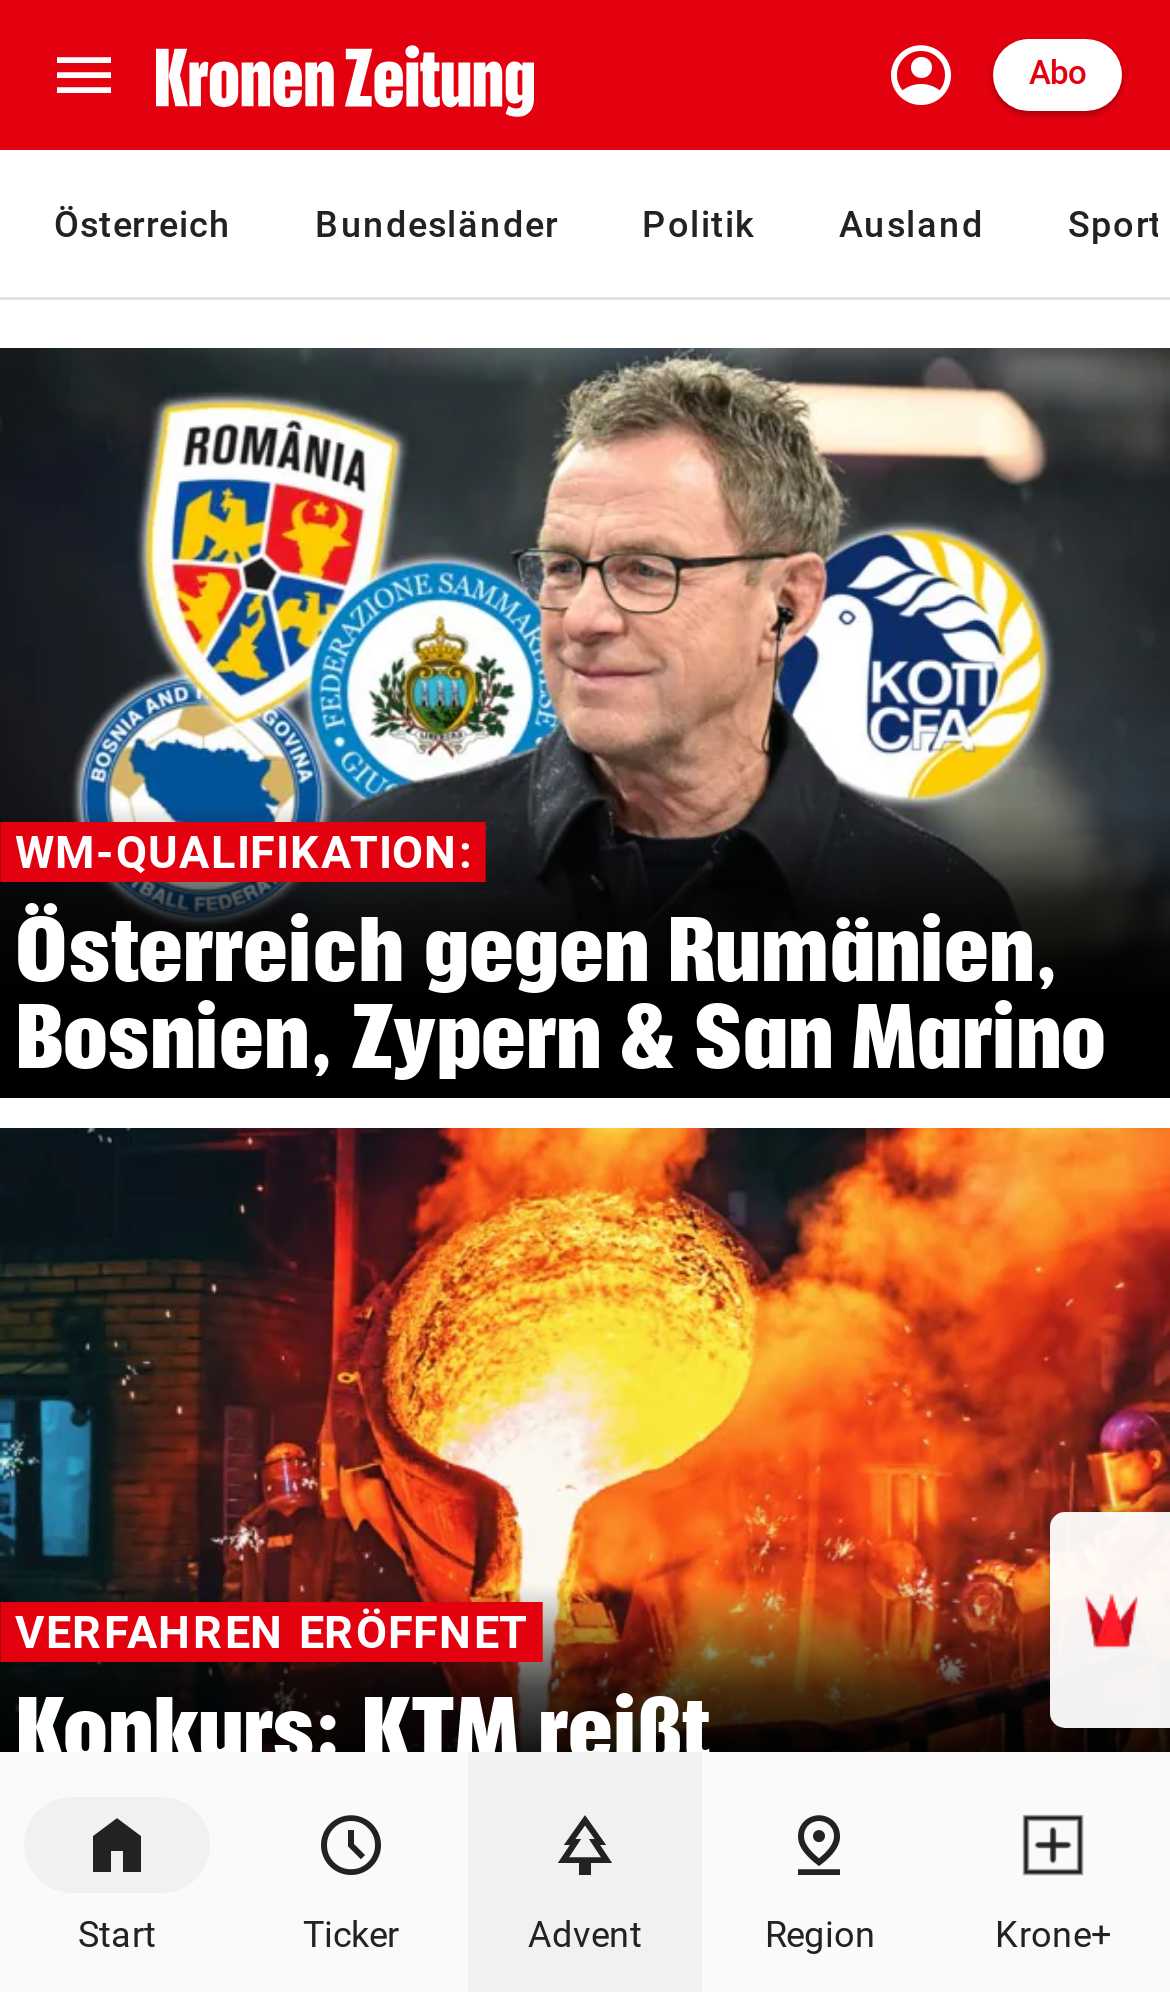 Kronen Zeitung
Abo
Österreich Bundesländer Politik Ausland Sport
ROMÂNIA
FEDERAZIONE SAMMARINESE
KOΠ
CFA
BOSNIA AND
WM-QUALIFIKATION:
Österreich gegen Rumänien,
Bosnien, Zypern & San Marino
VERFAHREN ERÖFFNET
Konkurs: KTM reißt
Start Ticker Advent Region Krone+